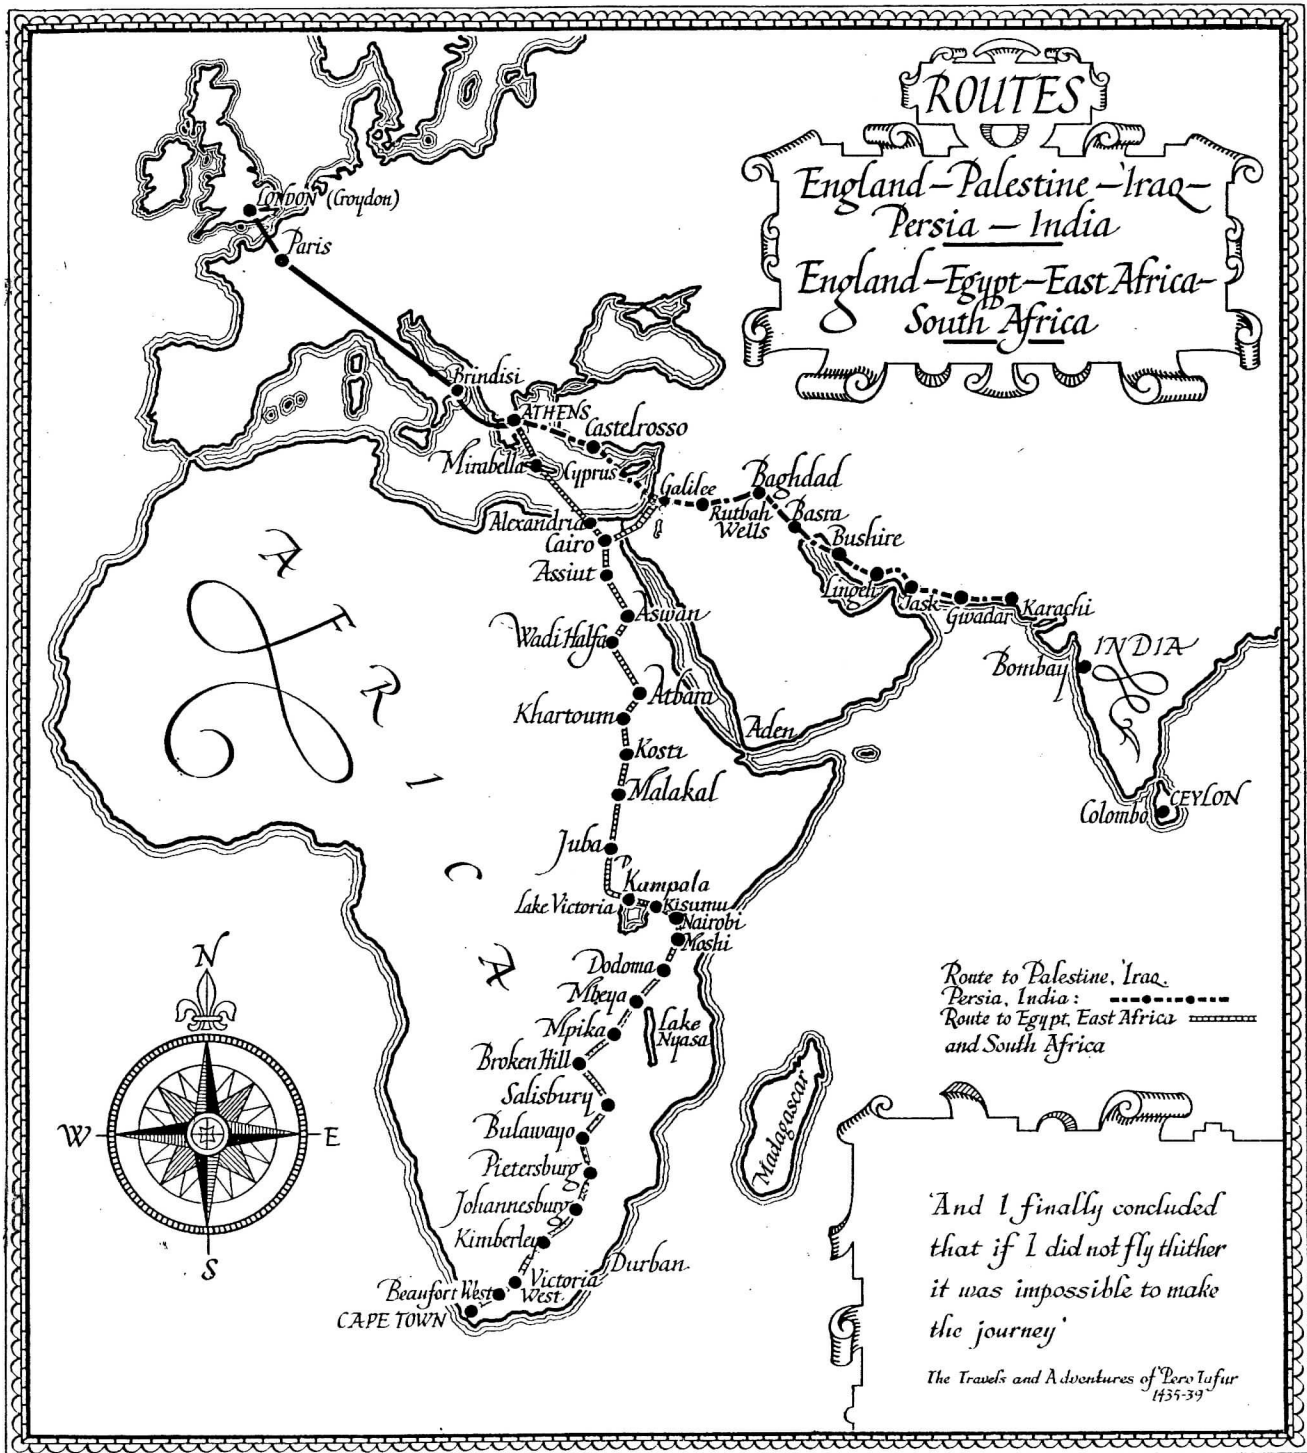 ROUTES
England–Palestine–'Iraq–
Persia – India
England–Egypt–East Africa–
South Africa
LONDON (Croydon)
Paris
Brindisi
ATHENS
Castelrosso
Mirabella
Cyprus
Galilee
Rutbah
Wells
Baghdad
Basra
Bushire
Lingeh
Jask
Gwadar
Karachi
Alexandria
Cairo
Assiut
Aswan
Wadi Halfa
Atbara
Khartoum
Kosti
Malakal
Juba
Kampala
Lake Victoria
Kisumu
Nairobi
Moshi
Dodoma
Mbeya
Mpika
Lake
Nyasa
Broken Hill
Salisbury
Bulawayo
Pietersburg
Johannesburg
Kimberley
Victoria
West
Beaufort West
CAPE TOWN
Durban
Madagascar
Aden
AFRICA
INDIA
Bombay
Colombo
CEYLON
N
W
E
S
Route to Palestine, 'Iraq.
Persia, India:
Route to Egypt, East Africa
and South Africa
'And I finally concluded
that if I did not fly thither
it was impossible to make
the journey'
The Travels and Adventures of Pero Tafur
1435-39